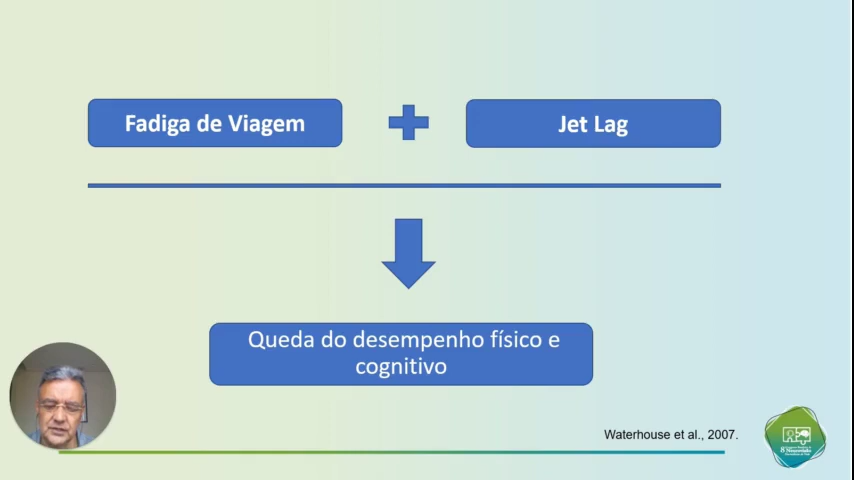 Fadiga de Viagem
Jet Lag
Queda do desempenho físico e
cognitivo
Waterhouse et al., 2007.